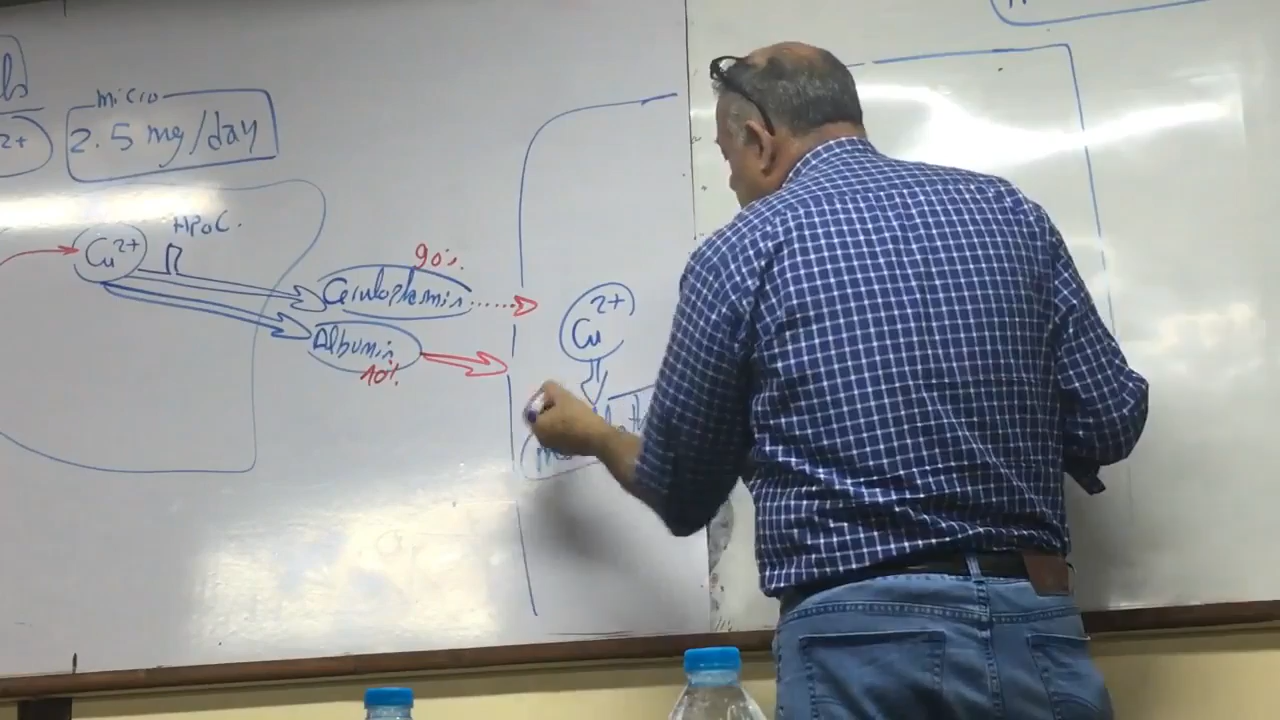 micro
2.5 mg/day
2+
HPOC.
Cu2+
90%
Ceruloplasmin
Albumin
10%
Cu2+